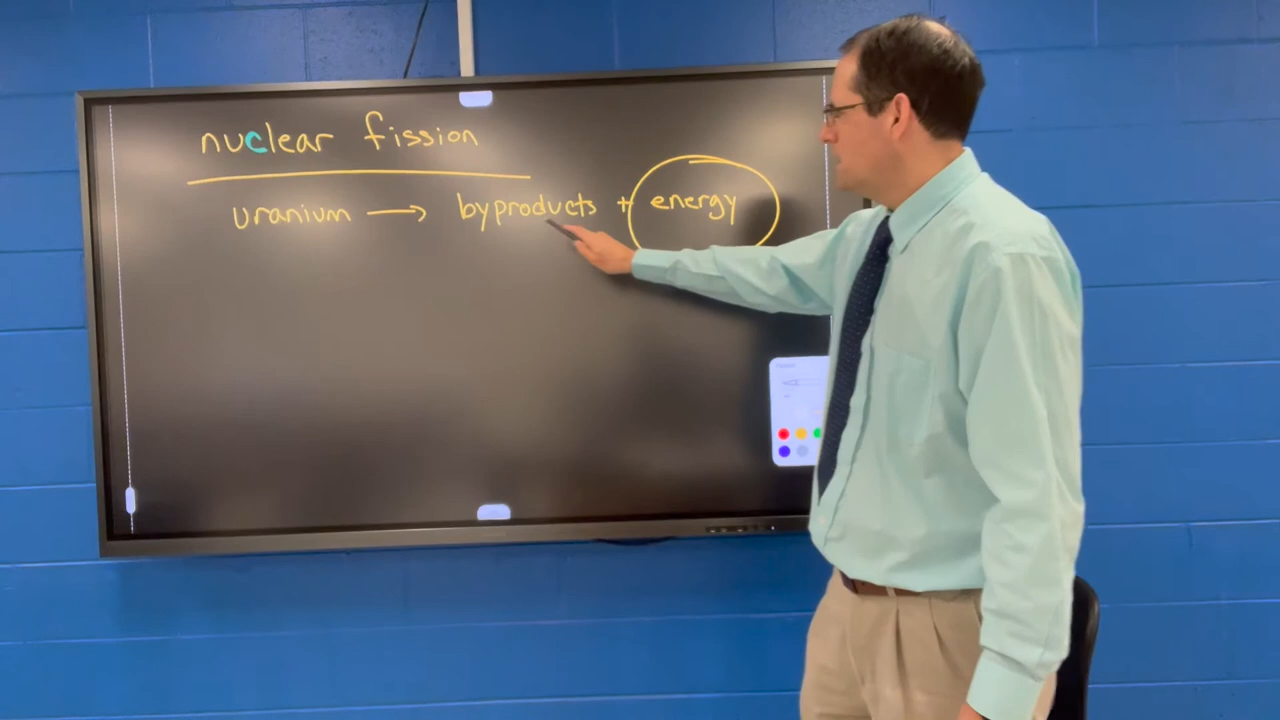 nuclear fission
uranium → byproducts + energy